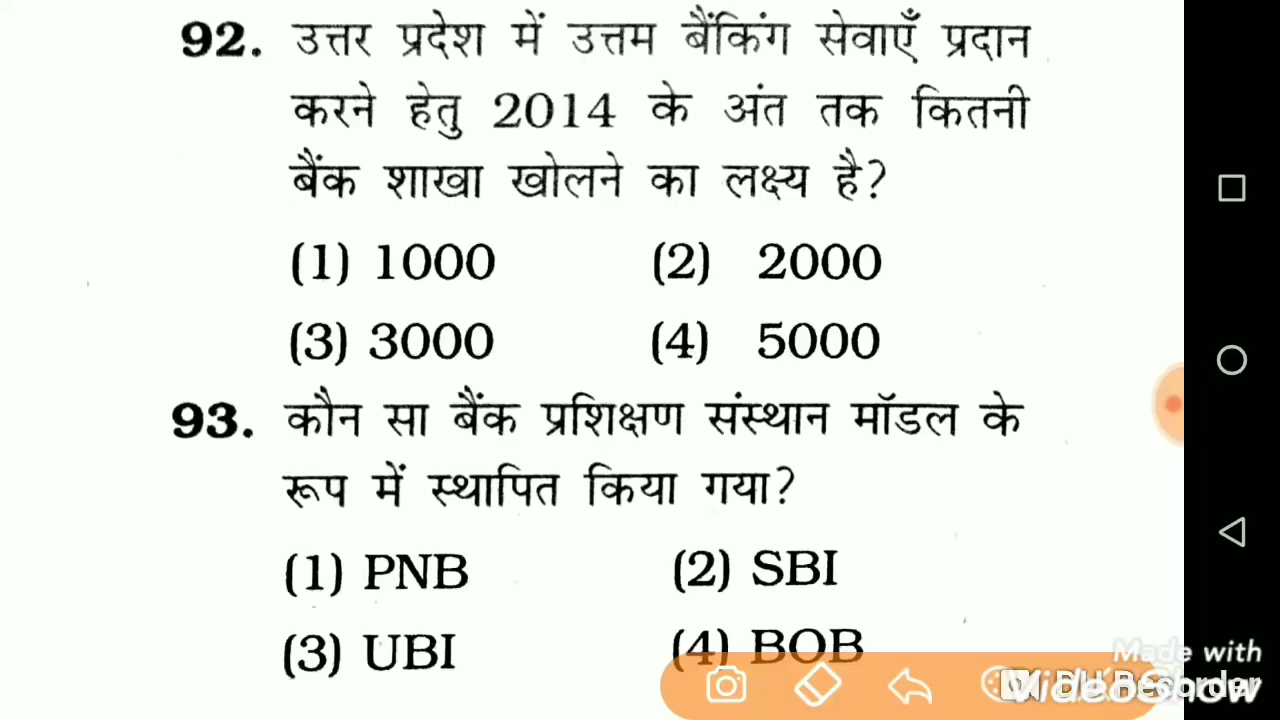 92. उत्तर प्रदेश में उत्तम बैंकिंग सेवाएँ प्रदान
करने हेतु 2014 के अंत तक कितनी
बैंक शाखा खोलने का लक्ष्य है?
(1) 1000 (2) 2000
(3) 3000 (4) 5000
93. कौन सा बैंक प्रशिक्षण संस्थान मॉडल के
रूप में स्थापित किया गया?
(1) PNB (2) SBI
(3) UBI (4) BOB
Made with
VideoShow